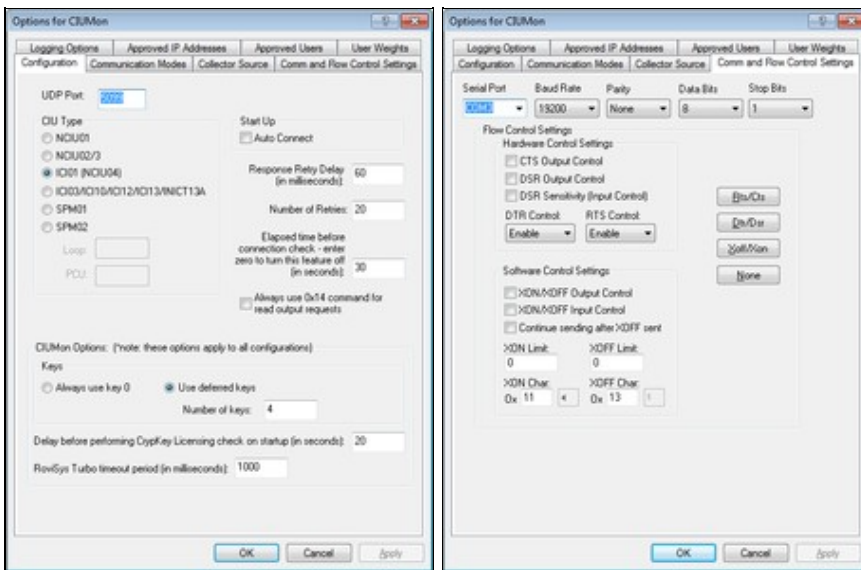 Options for CIUMon
Logging Options Approved IP Addresses Approved Users User Weights
Configuration Communication Modes Collector Source Comm and Flow Control Settings
UDP Port:
CIU Type
NCIU01
NCIU02/3
ICI01 (NCIU04)
ICI03/ICI10/ICI12/ICI13/INICT13A
SPM01
SPM02
Loop:
PCU:
Start Up
Auto Connect
Response Retry Delay
(in milliseconds): 60
Number of Retries: 20
Elapsed time before
connection check - enter
zero to turn this feature off
(in seconds): 30
Always use 0x14 command for
read output requests
CIUMon Options: (*note: these options apply to all configurations)
Keys
Always use key 0 Use deferred keys
Number of keys: 4
Delay before performing CrypKey Licensing check on startup (in seconds): 20
RoviSys Turbo timeout period (in milliseconds): 1000
OK Cancel Apply
Options for CIUMon
Logging Options Approved IP Addresses Approved Users User Weights
Configuration Communication Modes Collector Source Comm and Flow Control Settings
Serial Port Baud Rate Parity Data Bits Stop Bits
19200 None 8 1
Flow Control Settings
Hardware Control Settings
CTS Output Control
DSR Output Control
DSR Sensitivity (Input Control)
DTR Control: RTS Control:
Enable Enable
Rts/Cts
Dtr/Dsr
Xoff/Xon
None
Software Control Settings
XON/XOFF Output Control
XON/XOFF Input Control
Continue sending after XOFF sent
XON Limit: XOFF Limit:
0 0
XON Char: XOFF Char:
0x 11 0x 13
OK Cancel Apply